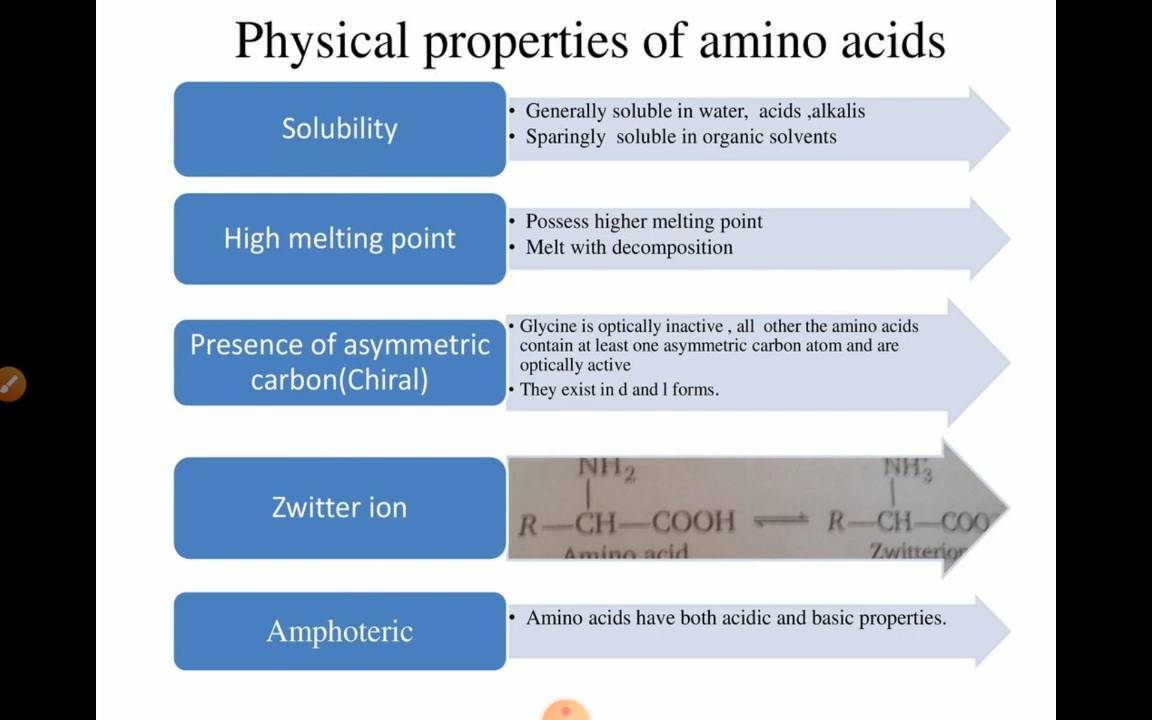 Physical properties of amino acids
Solubility
• Generally soluble in water, acids ,alkalis
• Sparingly soluble in organic solvents
High melting point
• Possess higher melting point
• Melt with decomposition
Presence of asymmetric
carbon(Chiral)
• Glycine is optically inactive , all other the amino acids
contain at least one asymmetric carbon atom and are
optically active
• They exist in d and l forms.
Zwitter ion
NH₂ NH₃⁺
R—CH—COOH ⇌ R—CH—COO⁻
Amino acid Zwitterion
Amphoteric
• Amino acids have both acidic and basic properties.